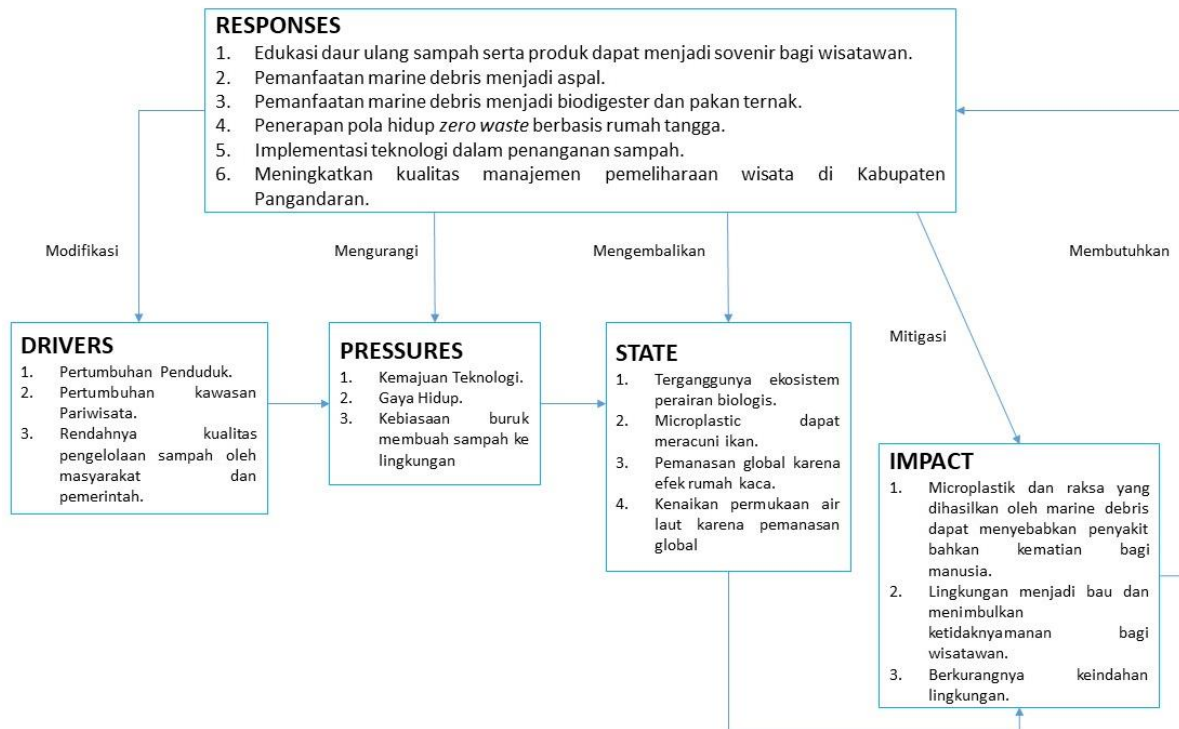 RESPONSES
1. Edukasi daur ulang sampah serta produk dapat menjadi sovenir bagi wisatawan.
2. Pemanfaatan marine debris menjadi aspal.
3. Pemanfaatan marine debris menjadi biodigester dan pakan ternak.
4. Penerapan pola hidup zero waste berbasis rumah tangga.
5. Implementasi teknologi dalam penanganan sampah.
6. Meningkatkan kualitas manajemen pemeliharaan wisata di Kabupaten
Pangandaran.
Modifikasi
Mengurangi
Mengembalikan
Membutuhkan
Mitigasi
DRIVERS
1. Pertumbuhan Penduduk.
2. Pertumbuhan kawasan
Pariwisata.
3. Rendahnya kualitas
pengelolaan sampah oleh
masyarakat dan
pemerintah.
PRESSURES
1. Kemajuan Teknologi.
2. Gaya Hidup.
3. Kebiasaan buruk
membuah sampah ke
lingkungan
STATE
1. Terganggunya ekosistem
perairan biologis.
2. Microplastic dapat
meracuni ikan.
3. Pemanasan global karena
efek rumah kaca.
4. Kenaikan permukaan air
laut karena pemanasan
global
IMPACT
1. Microplastik dan raksa yang
dihasilkan oleh marine debris
dapat menyebabkan penyakit
bahkan kematian bagi
manusia.
2. Lingkungan menjadi bau dan
menimbulkan
ketidaknyamanan bagi
wisatawan.
3. Berkurangnya keindahan
lingkungan.